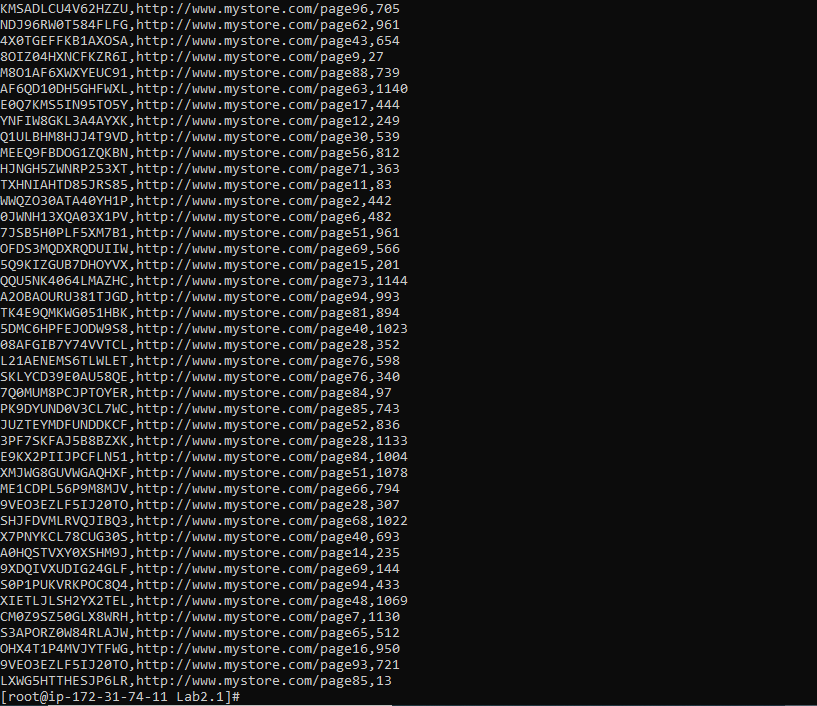 KMSADLCU4V62HZZU,http://www.mystore.com/page96,705
NDJ96RW0T584FLFG,http://www.mystore.com/page62,961
4X0TGEFFKB1AXOSA,http://www.mystore.com/page43,654
8OIZ04HXNCFKZR6I,http://www.mystore.com/page9,27
M8O1AF6XWXYEUC91,http://www.mystore.com/page88,739
AF6QD10DH5GHFWXL,http://www.mystore.com/page63,1140
E0Q7KMS5IN95TO5Y,http://www.mystore.com/page17,444
YNFIW8GKL3A4AYXK,http://www.mystore.com/page12,249
Q1ULBHM8HJJ4T9VD,http://www.mystore.com/page30,539
MEEQ9FBDOG1ZQKBN,http://www.mystore.com/page56,812
HJNGH5ZWNRP253XT,http://www.mystore.com/page71,363
TXHNIAHTD85JRS85,http://www.mystore.com/page11,83
WWQZO30ATA40YH1P,http://www.mystore.com/page2,442
0JWNH13XQA03X1PV,http://www.mystore.com/page6,482
7JSB5H0PLF5XM7B1,http://www.mystore.com/page51,961
OFDS3MQDXRQDUIIW,http://www.mystore.com/page69,566
5Q9KIZGUB7DHOYVX,http://www.mystore.com/page15,201
QQU5NK4064LMAZHC,http://www.mystore.com/page73,1144
A2OBAOURU381TJGD,http://www.mystore.com/page94,993
TK4E9QMKWG051HBK,http://www.mystore.com/page81,894
5DMC6HPFEJODW9S8,http://www.mystore.com/page40,1023
08AFGIB7Y74VVTCL,http://www.mystore.com/page28,352
L21AENEMS6TLWLET,http://www.mystore.com/page76,598
SKLYCD39E0AU58QE,http://www.mystore.com/page76,340
7Q0MUM8PCJPTOYER,http://www.mystore.com/page84,97
PK9DYUND0V3CL7WC,http://www.mystore.com/page85,743
JUZTEYMDFUNDDKCF,http://www.mystore.com/page52,836
3PF7SKFAJ5B8BZXK,http://www.mystore.com/page28,1133
E9KX2PIIJPCFLN51,http://www.mystore.com/page84,1004
XMJWG8GUVWGAQHXF,http://www.mystore.com/page51,1078
ME1CDPL56P9M8MJV,http://www.mystore.com/page66,794
9VEO3EZLF5IJ20TO,http://www.mystore.com/page28,307
SHJFDVMLRVQJIBQ3,http://www.mystore.com/page68,1022
X7PNYKCL78CUG30S,http://www.mystore.com/page40,693
A0HQSTVXY0XSHM9J,http://www.mystore.com/page14,235
9XDQIVXUDIG24GLF,http://www.mystore.com/page69,144
S0P1PUKVRKPOC8Q4,http://www.mystore.com/page94,433
XIETLJLSH2YX2TEL,http://www.mystore.com/page48,1069
CM0Z9SZ50GLX8WRH,http://www.mystore.com/page7,1130
S3APORZ0W84RLAJW,http://www.mystore.com/page65,512
OHX4T1P4MVJYTFWG,http://www.mystore.com/page16,950
9VEO3EZLF5IJ20TO,http://www.mystore.com/page93,721
LXWG5HTTHESJP6LR,http://www.mystore.com/page85,13
[root@ip-172-31-74-11 Lab2.1]#